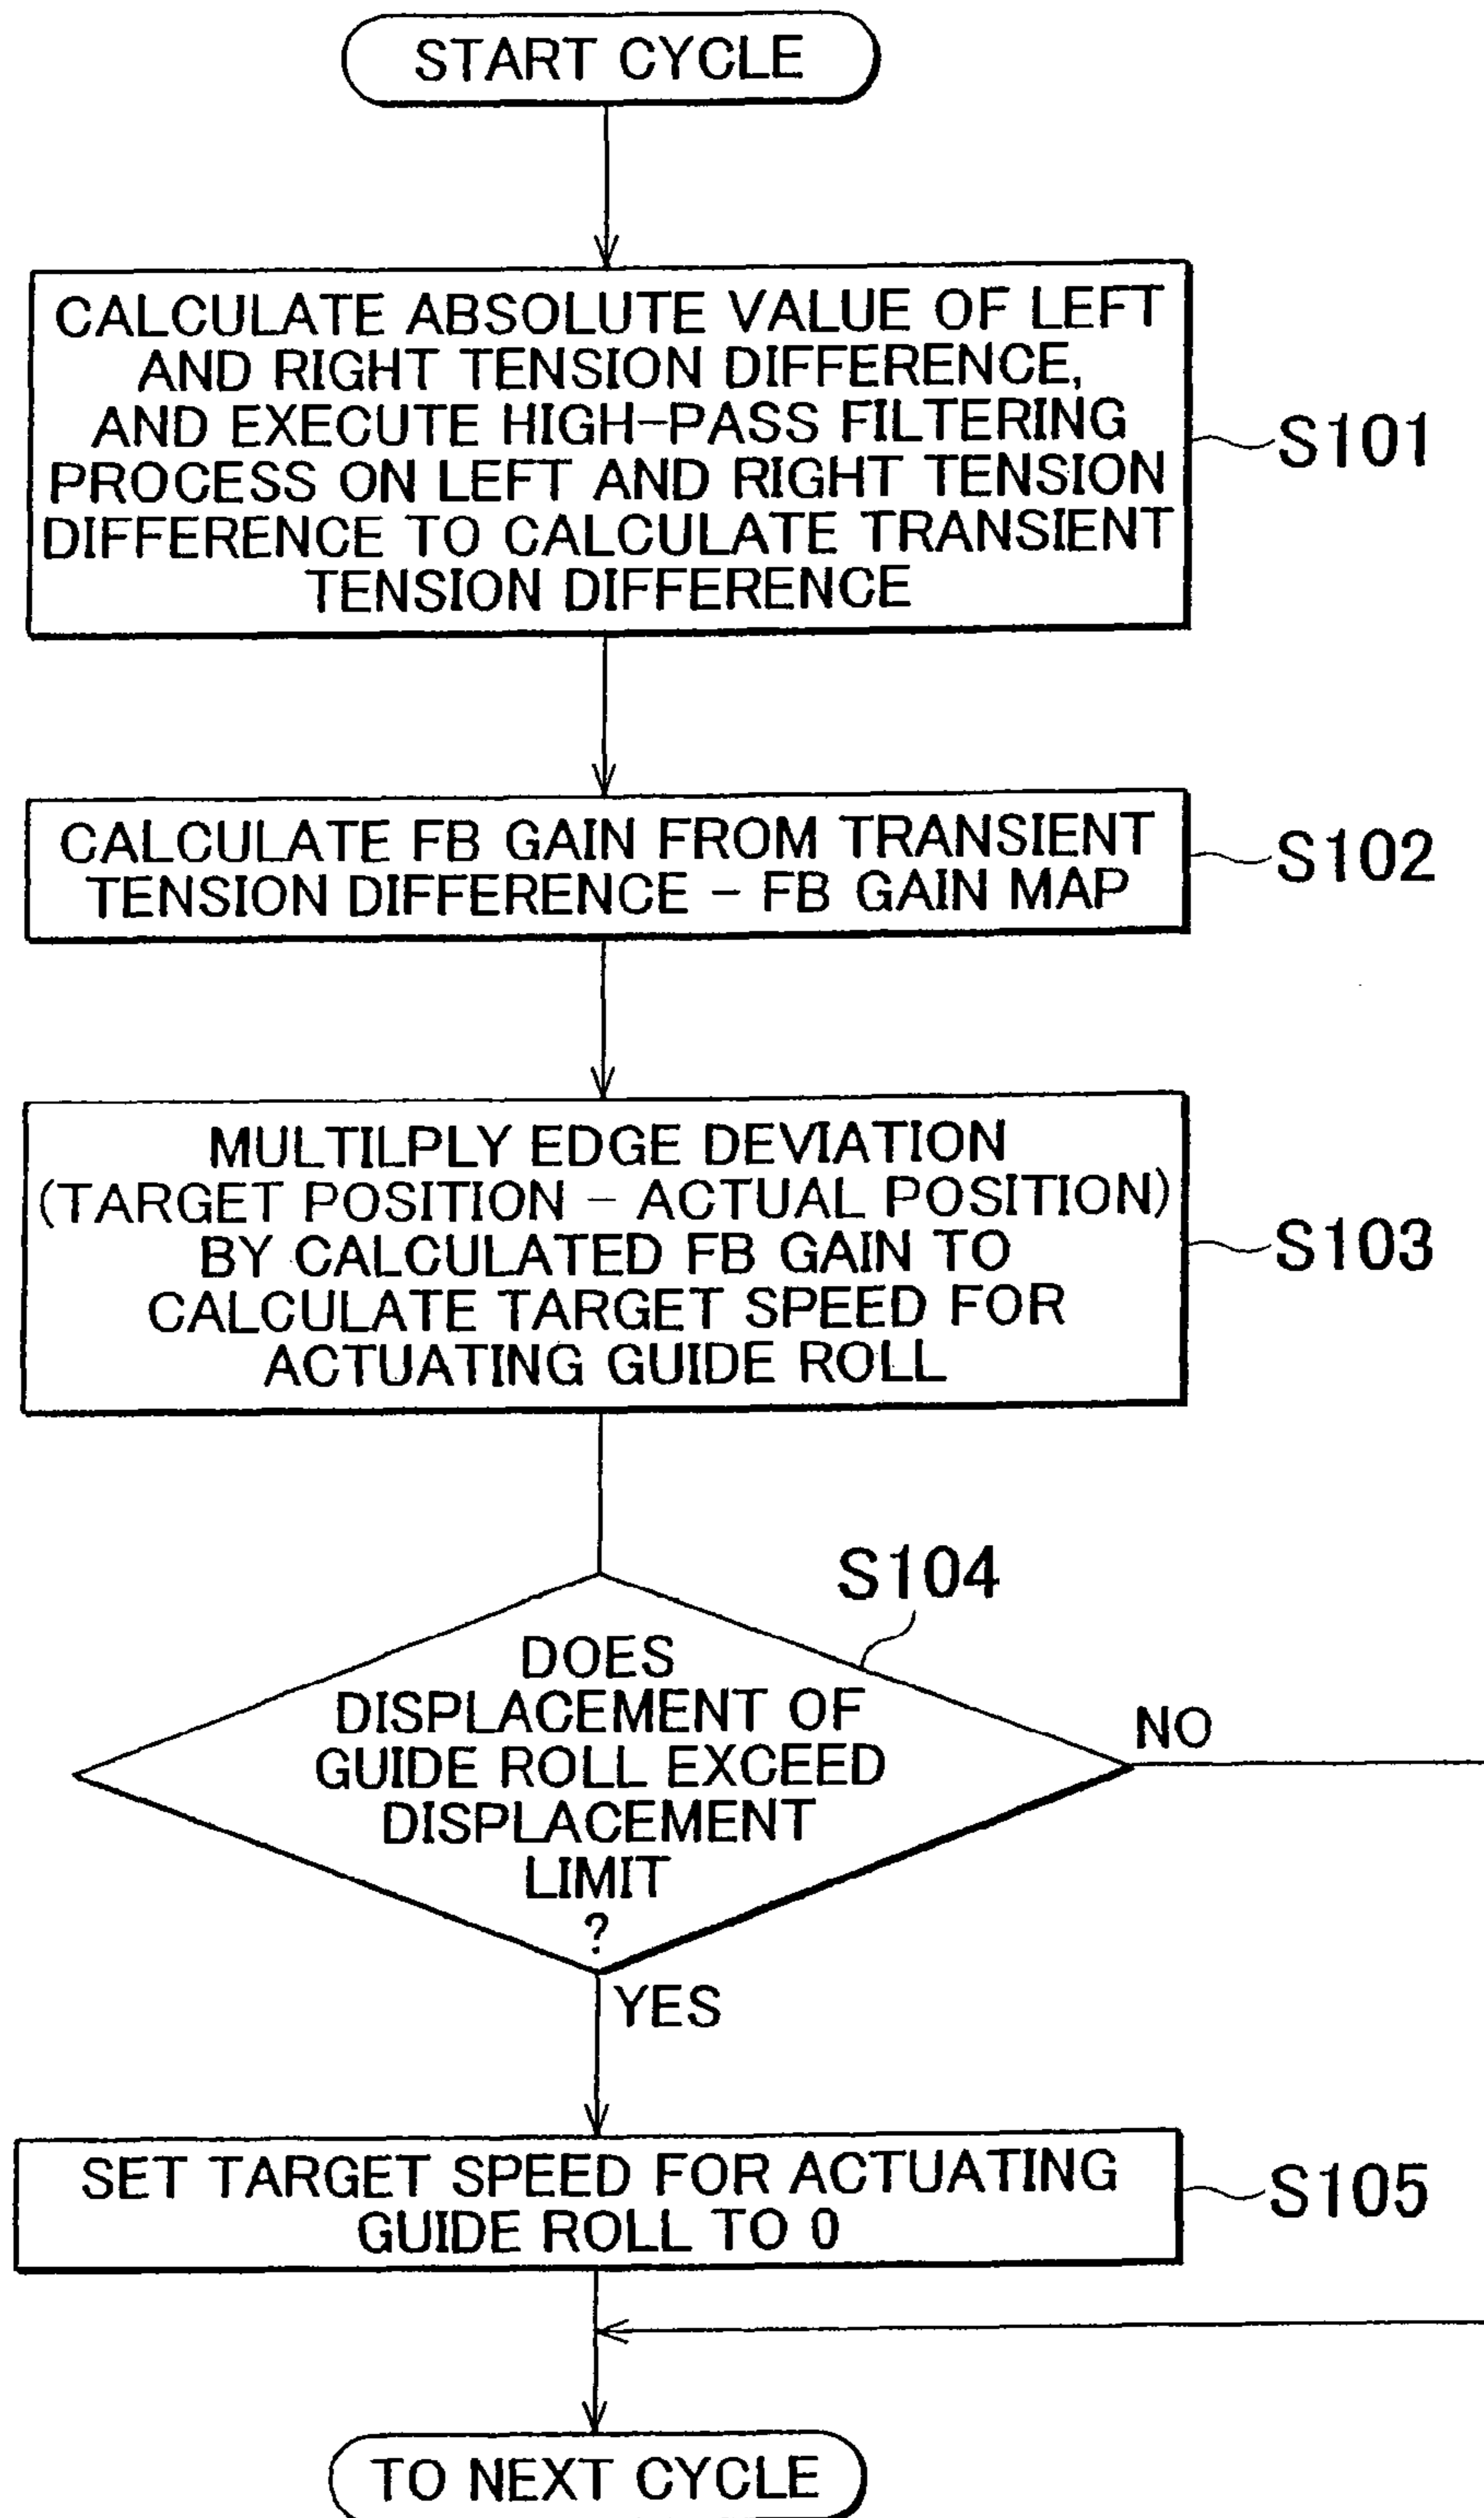 START CYCLE
CALCULATE ABSOLUTE VALUE OF LEFT
AND RIGHT TENSION DIFFERENCE,
AND EXECUTE HIGH-PASS FILTERING
PROCESS ON LEFT AND RIGHT TENSION
DIFFERENCE TO CALCULATE TRANSIENT
TENSION DIFFERENCE
S101
CALCULATE FB GAIN FROM TRANSIENT
TENSION DIFFERENCE - FB GAIN MAP
S102
MULTILPLY EDGE DEVIATION
(TARGET POSITION - ACTUAL POSITION)
BY CALCULATED FB GAIN TO
CALCULATE TARGET SPEED FOR
ACTUATING GUIDE ROLL
S103
S104
DOES
DISPLACEMENT OF
GUIDE ROLL EXCEED
DISPLACEMENT
LIMIT
?
NO
YES
SET TARGET SPEED FOR ACTUATING
GUIDE ROLL TO 0
S105
TO NEXT CYCLE